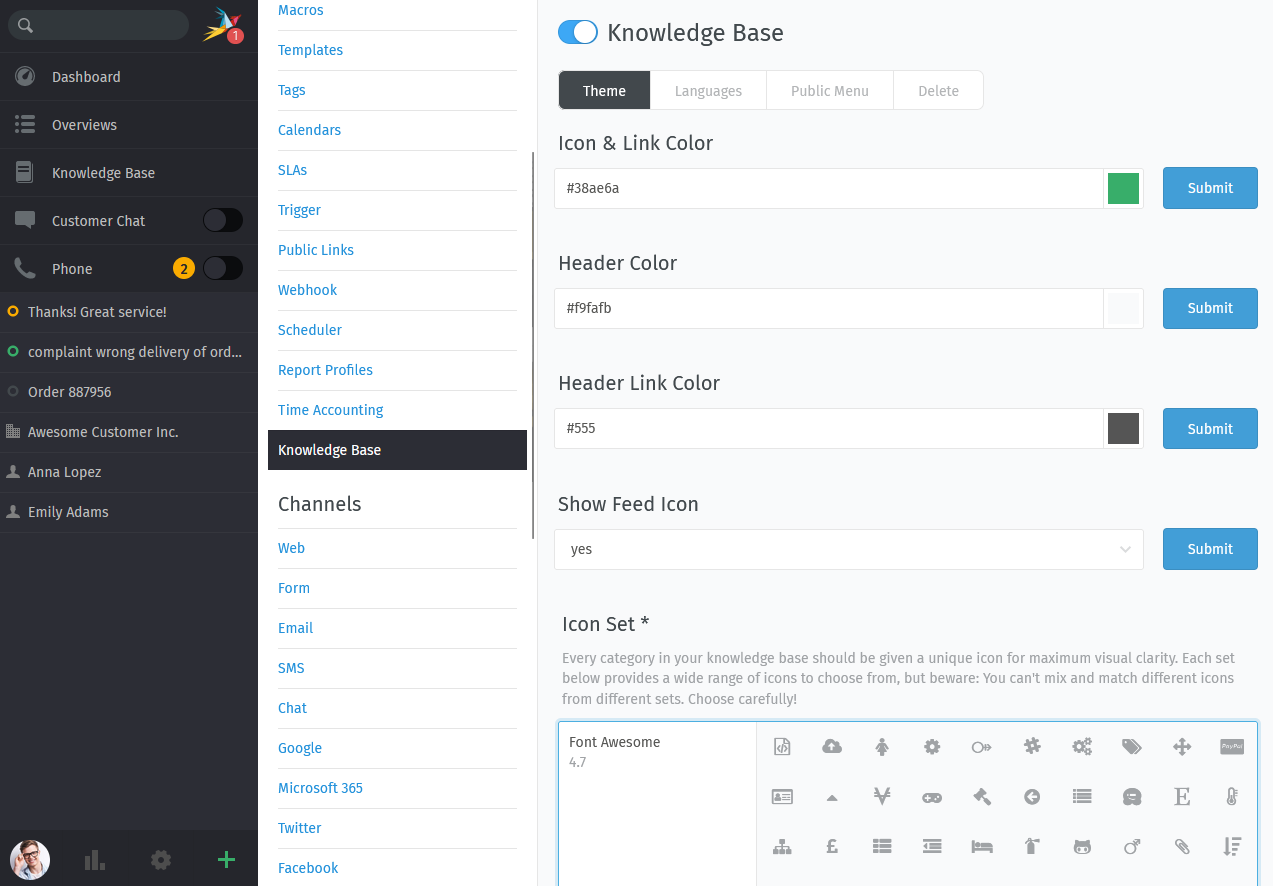 1
Dashboard
Overviews
Knowledge Base
Customer Chat
Phone
2
Thanks! Great service!
complaint wrong delivery of ord...
Order 887956
Awesome Customer Inc.
Anna Lopez
Emily Adams
Macros
Templates
Tags
Calendars
SLAs
Trigger
Public Links
Webhook
Scheduler
Report Profiles
Time Accounting
Knowledge Base
Channels
Web
Form
Email
SMS
Chat
Google
Microsoft 365
Twitter
Facebook
Knowledge Base
Theme
Languages
Public Menu
Delete
Icon & Link Color
#38ae6a
Submit
Header Color
#f9fafb
Submit
Header Link Color
#555
Submit
Show Feed Icon
yes
Submit
Icon Set *
Every category in your knowledge base should be given a unique icon for maximum visual clarity. Each set
below provides a wide range of icons to choose from, but beware: You can't mix and match different icons
from different sets. Choose carefully!
Font Awesome
4.7
PayPal